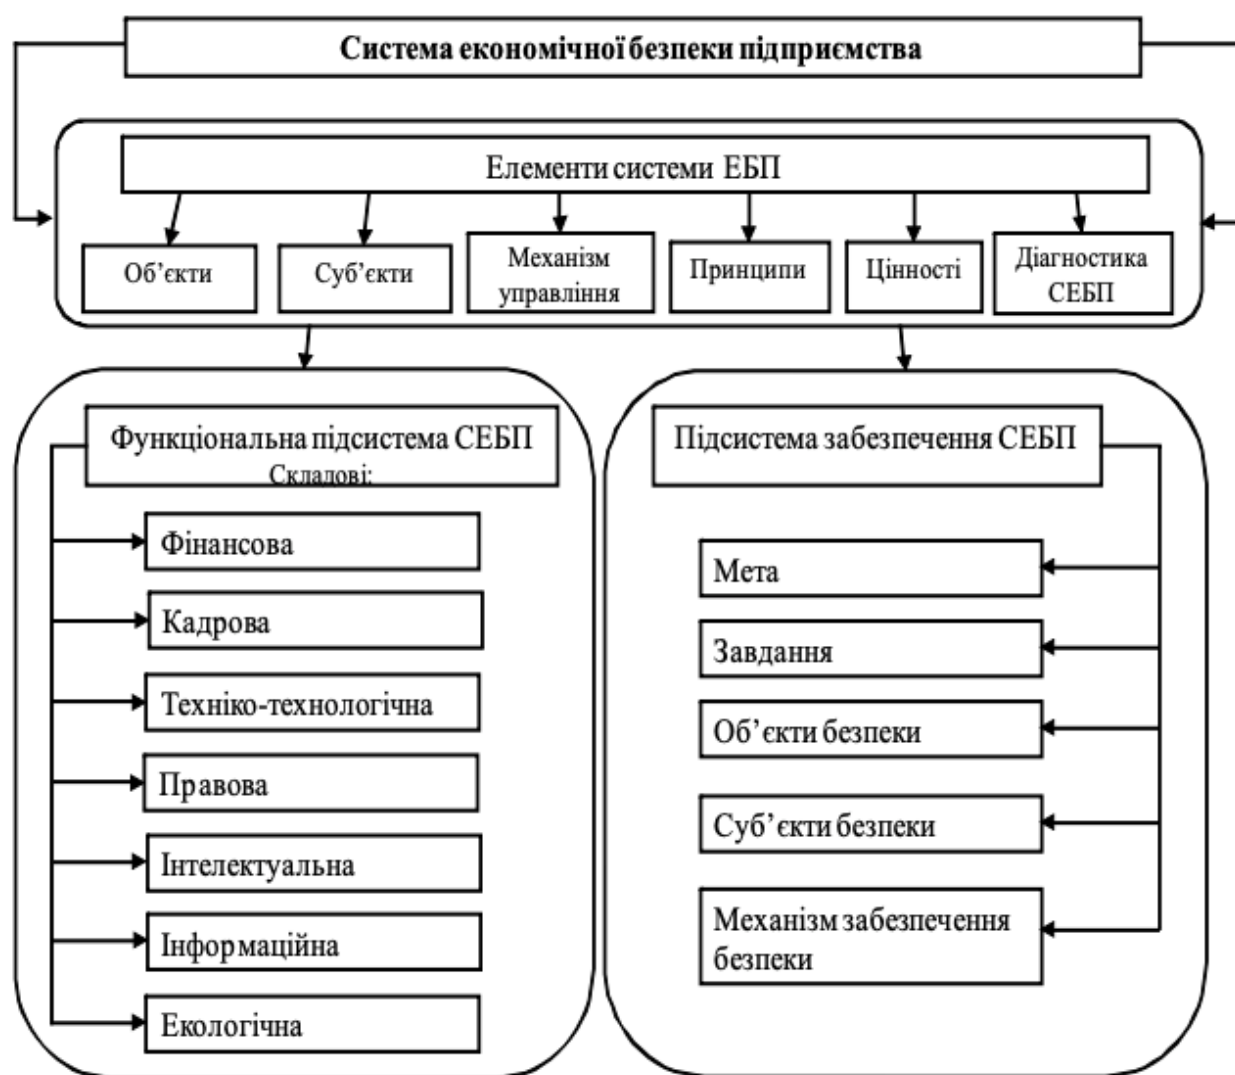 Система економічної безпеки підприємства
Елементи системи ЕБП
Об’єкти
Суб’єкти
Механізм
управління
Принципи
Цінності
Діагностика
СЕБП
Функціональна підсистема СЕБП
Складові:
Фінансова
Кадрова
Техніко-технологічна
Правова
Інтелектуальна
Інформаційна
Екологічна
Підсистема забезпечення СЕБП
Мета
Завдання
Об’єкти безпеки
Суб’єкти безпеки
Механізм забезпечення
безпеки